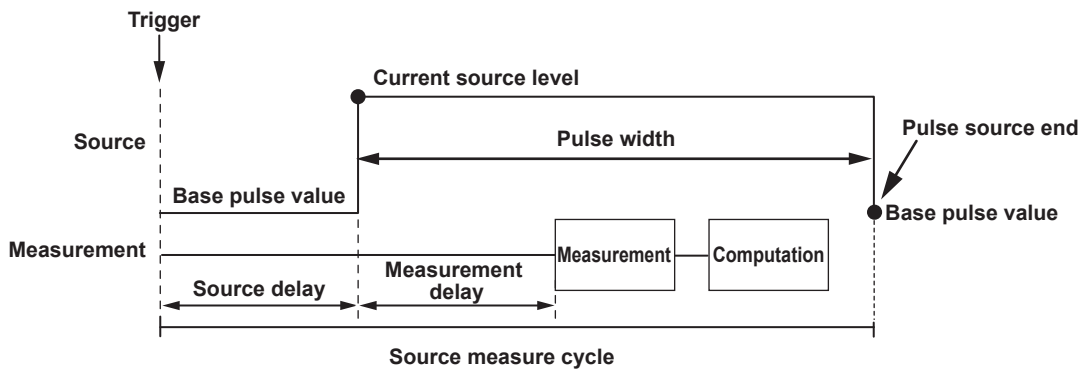 Trigger
Current source level
Source
Pulse width
Pulse source end
Base pulse value
Base pulse value
Measurement
Measurement
Computation
Source delay
Measurement
delay
Source measure cycle